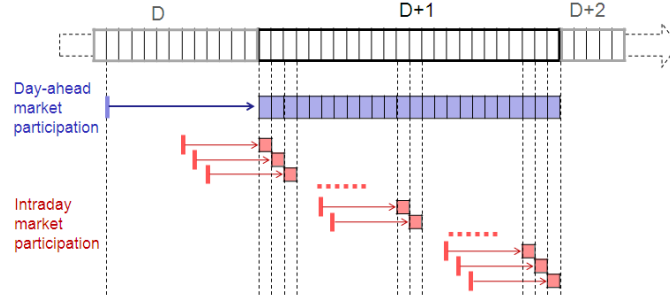 D
D+1
D+2
Day-ahead
market
participation
Intraday
market
participation